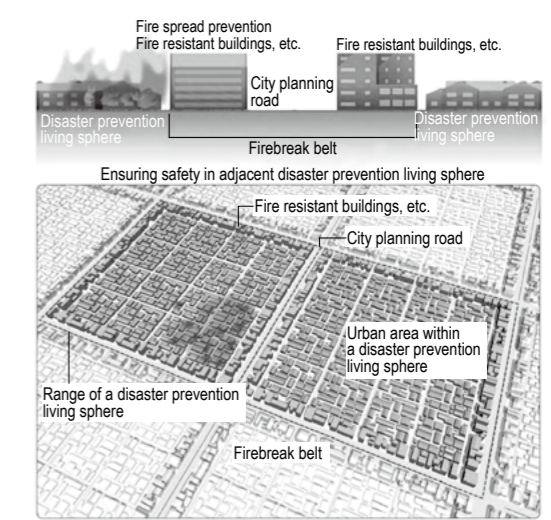 Fire spread prevention
Fire resistant buildings, etc.
Fire resistant buildings, etc.
City planning
road
Disaster prevention
living sphere
Disaster prevention
living sphere
Firebreak belt
Ensuring safety in adjacent disaster prevention living sphere
Fire resistant buildings, etc.
City planning road
Urban area within
a disaster prevention
living sphere
Range of a disaster prevention
living sphere
Firebreak belt